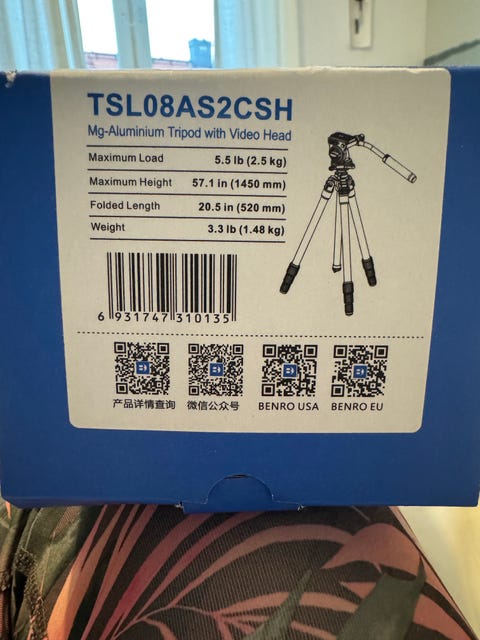 TSL08AS2CSH
Mg-Aluminium Tripod with Video Head
Maximum Load 5.5 lb (2.5 kg)
Maximum Height 57.1 in (1450 mm)
Folded Length 20.5 in (520 mm)
Weight 3.3 lb (1.48 kg)
6 931747 310135
产品详情查询 微信公众号 BENRO USA BENRO EU